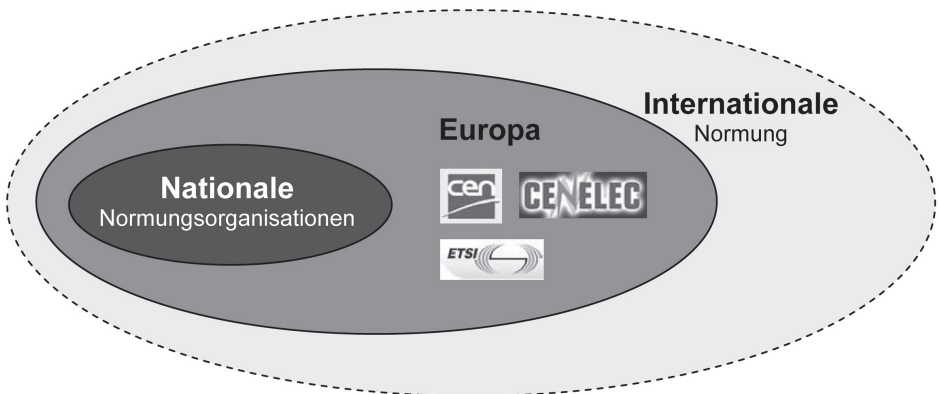 Internationale
Normung
Europa
Nationale
Normungsorganisationen
cen
CENELEC
ETSI